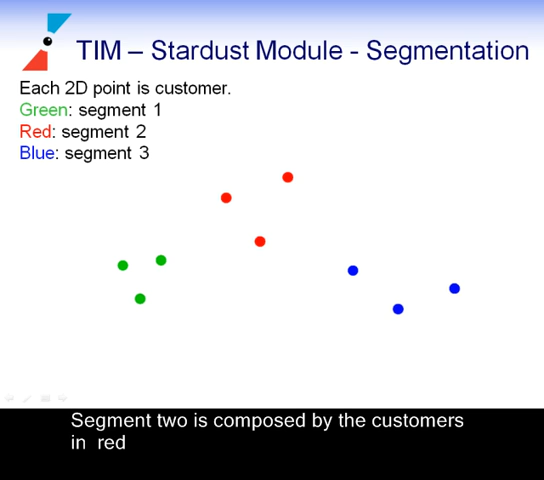 TIM – Stardust Module - Segmentation
Each 2D point is customer.
Green: segment 1
Red: segment 2
Blue: segment 3
Segment two is composed by the customers
in  red